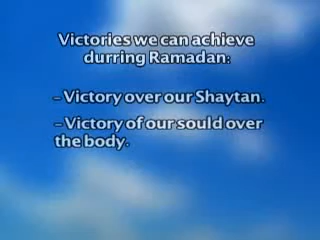 Victories we can achieve
durring Ramadan:
- Victory over our Shaytan.
- Victory of our sould over
the body.